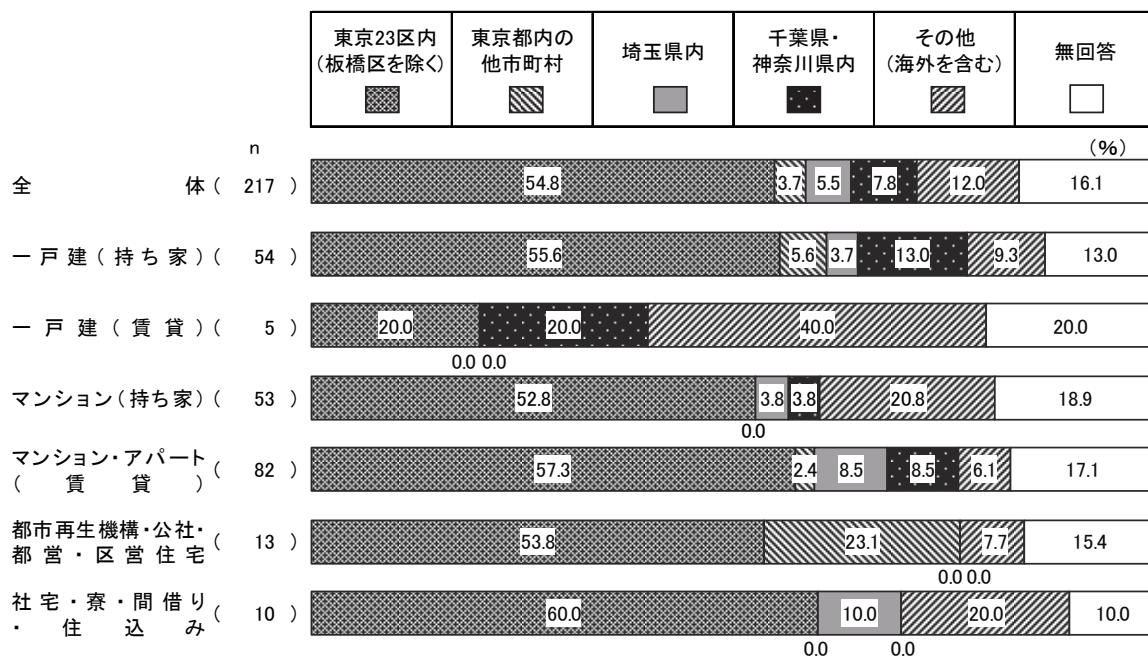 東京23区内
(板橋区を除く)
東京都内の
他市町村
埼玉県内
千葉県・
神奈川県内
その他
(海外を含む)
無回答
n
(%)
全体 ( 217 ) 54.8 3.7 5.5 7.8 12.0 16.1
一戸建(持ち家) ( 54 ) 55.6 5.6 3.7 13.0 9.3 13.0
一戸建(賃貸) ( 5 ) 20.0 20.0 40.0 20.0
0.0 0.0
マンション(持ち家) ( 53 ) 52.8 3.8 3.8 20.8 18.9
0.0
マンション・アパート
(賃貸) ( 82 ) 57.3 2.4 8.5 8.5 6.1 17.1
都市再生機構・公社・
都営・区営住宅 ( 13 ) 53.8 23.1 7.7 15.4
0.0 0.0
社宅・寮・間借り
・住込み ( 10 ) 60.0 10.0 20.0 10.0
0.0 0.0